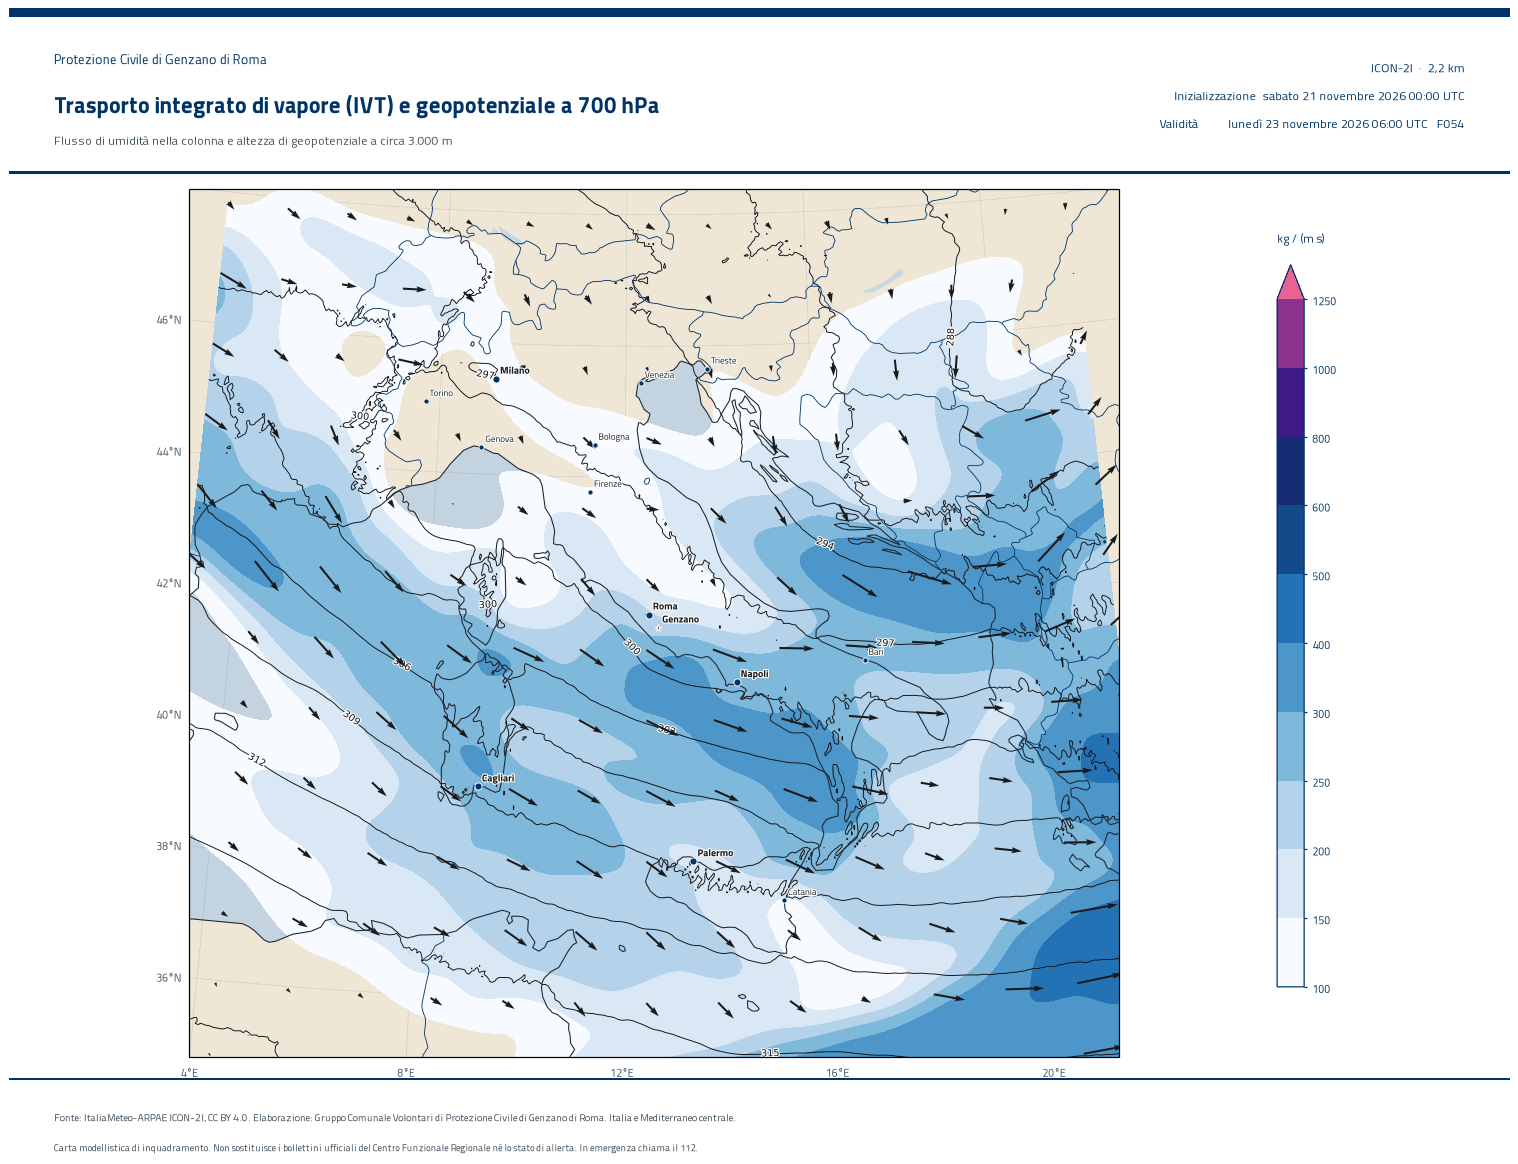 Protezione Civile di Genzano di Roma
Trasporto integrato di vapore (IVT) e geopotenziale a 700 hPa
Flusso di umidità nella colonna e altezza di geopotenziale a circa 3.000 m
ICON-2I · 2,2 km
Inizializzazione sabato 21 novembre 2026 00:00 UTC
Validità lunedì 23 novembre 2026 06:00 UTC F054
kg / (m s)
1250
1000
800
600
500
400
300
250
200
150
100
46°N
44°N
42°N
40°N
38°N
36°N
4°E
8°E
12°E
16°E
20°E
288
Trieste
Venezia
297
Milano
Torino
300
Genova
Bologna
Firenze
294
300
Roma
Genzano
300
297
Bari
306
Napoli
309
303
312
Cagliari
Palermo
Catania
315
Fonte: ItaliaMeteo-ARPAE ICON-2I, CC BY 4.0. Elaborazione: Gruppo Comunale Volontari di Protezione Civile di Genzano di Roma. Italia e Mediterraneo centrale.
Carta modellistica di inquadramento. Non sostituisce i bollettini ufficiali del Centro Funzionale Regionale né lo stato di allerta. In emergenza chiama il 112.